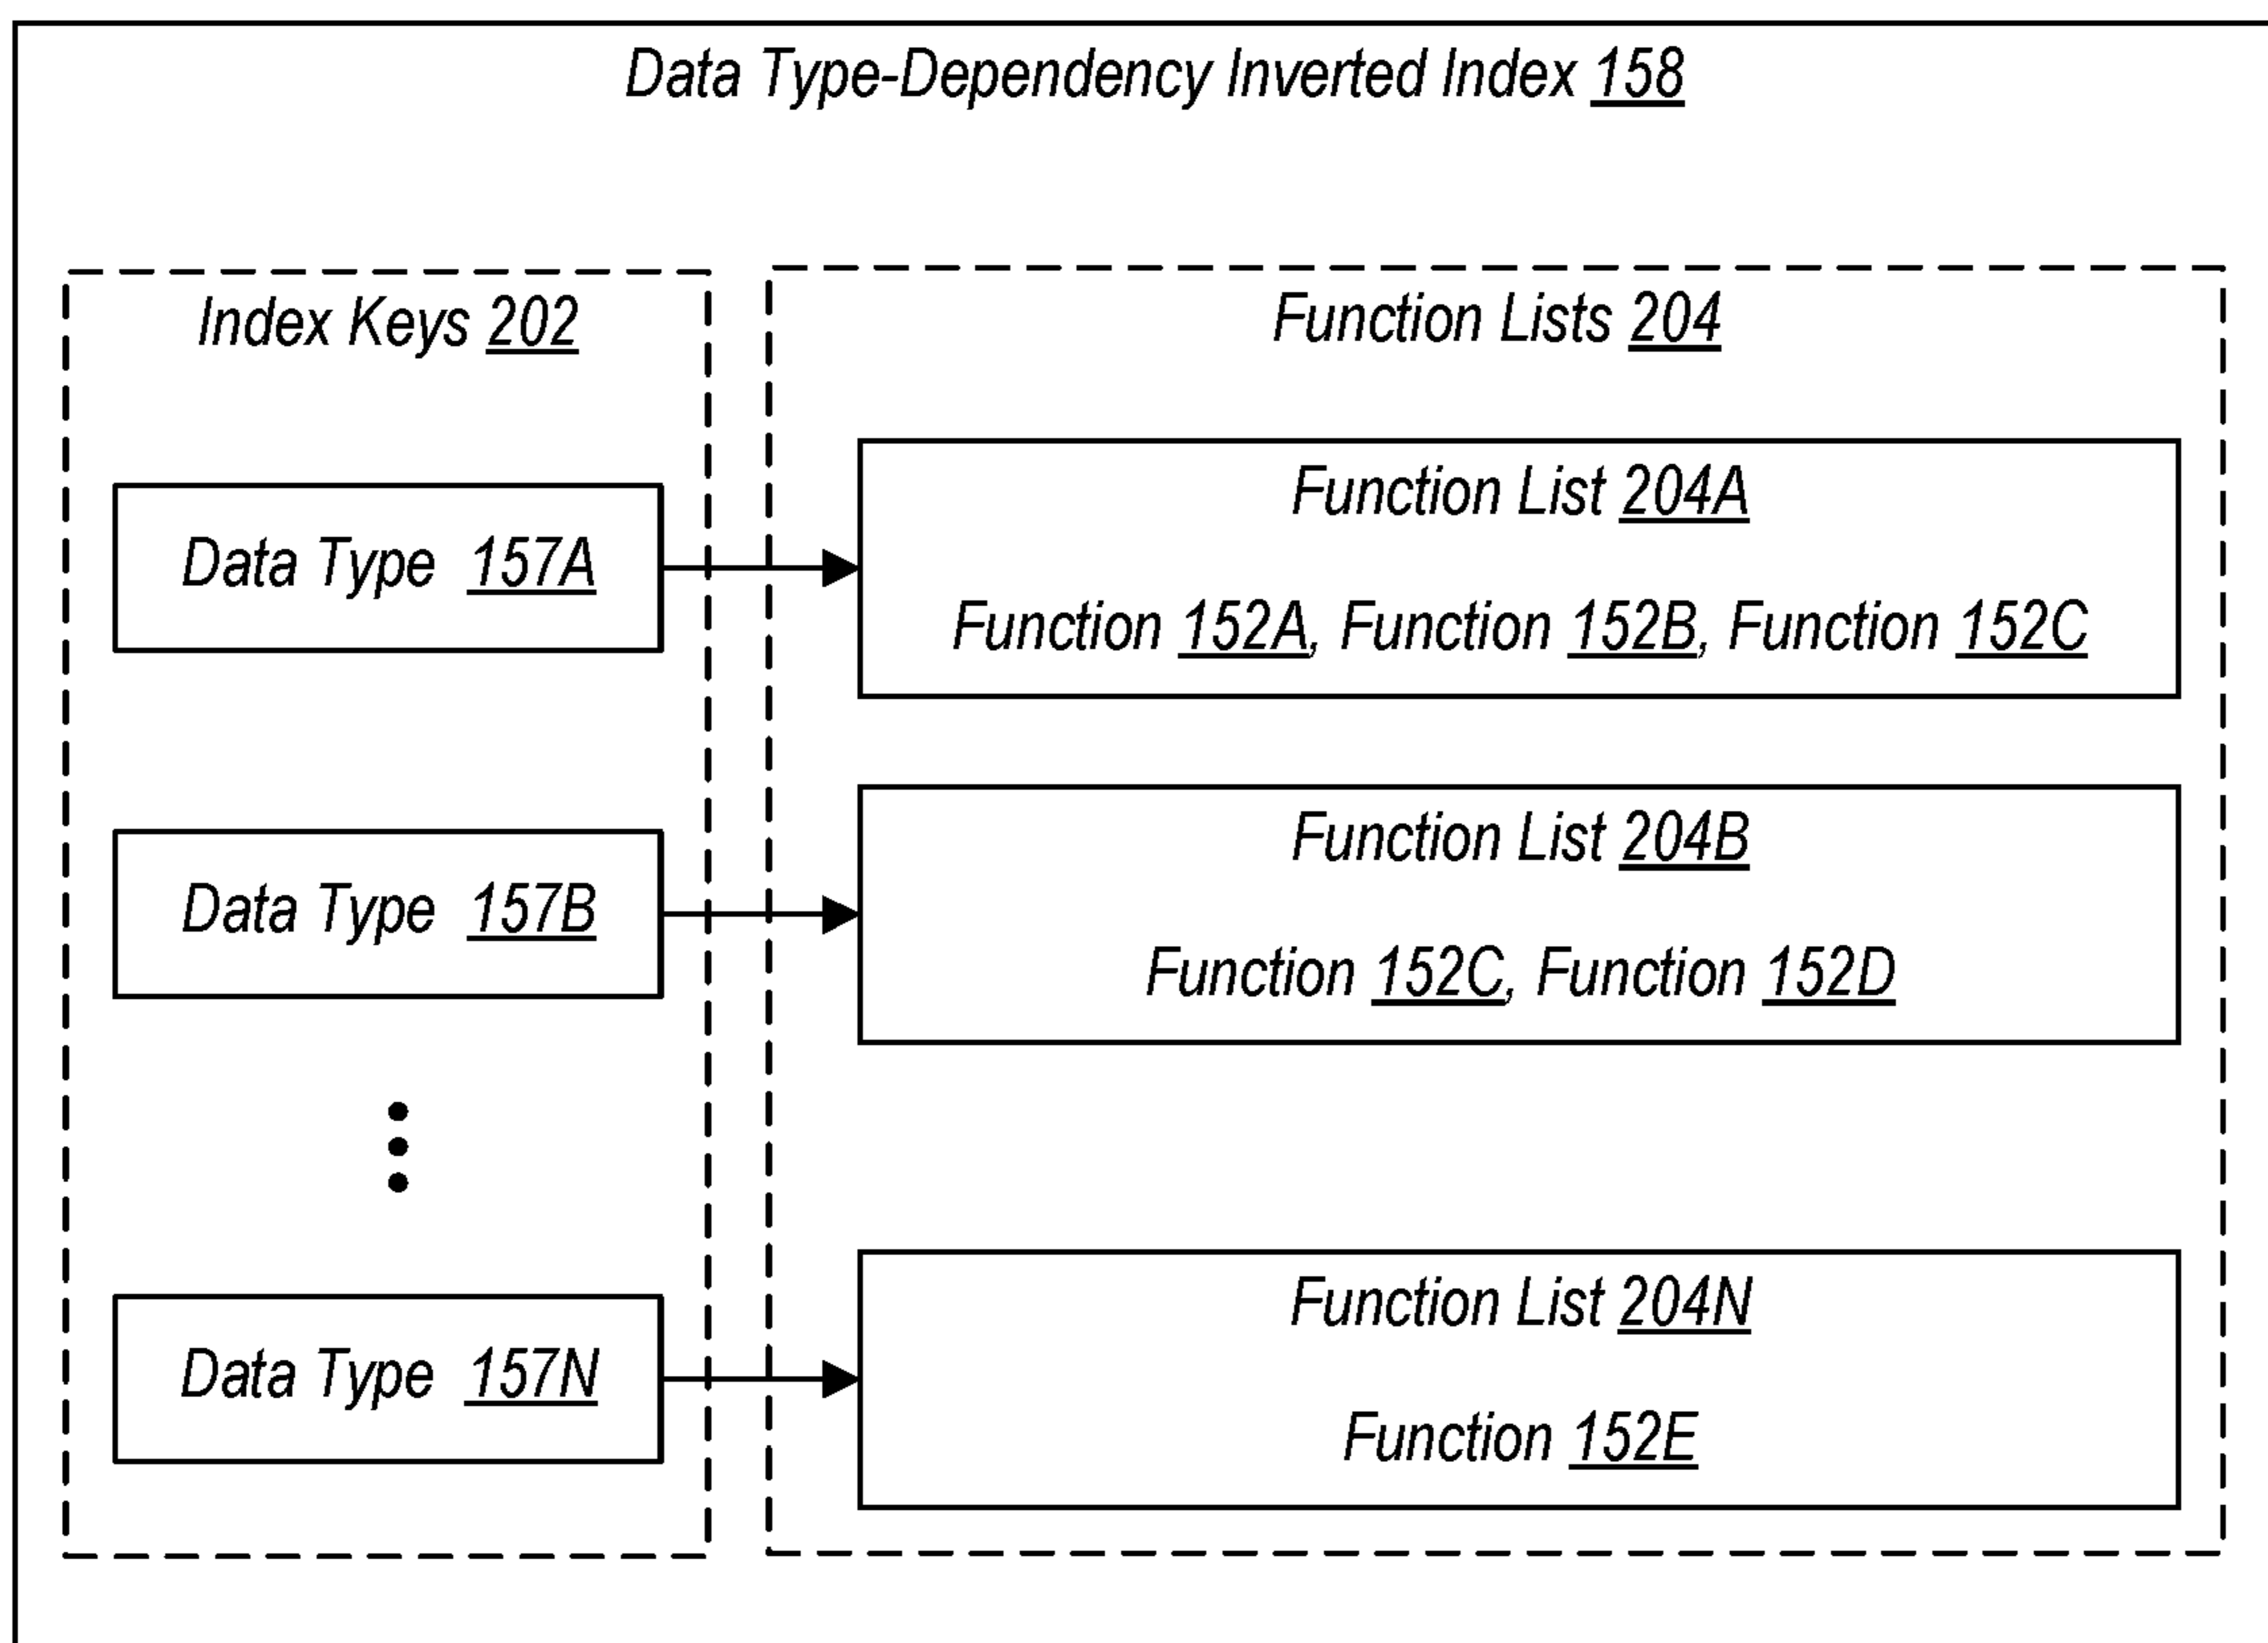 Data Type-Dependency Inverted Index 158
Index Keys 202
Function Lists 204
Data Type 157A
Function List 204A
Function 152A, Function 152B, Function 152C
Data Type 157B
Function List 204B
Function 152C, Function 152D
Data Type 157N
Function List 204N
Function 152E